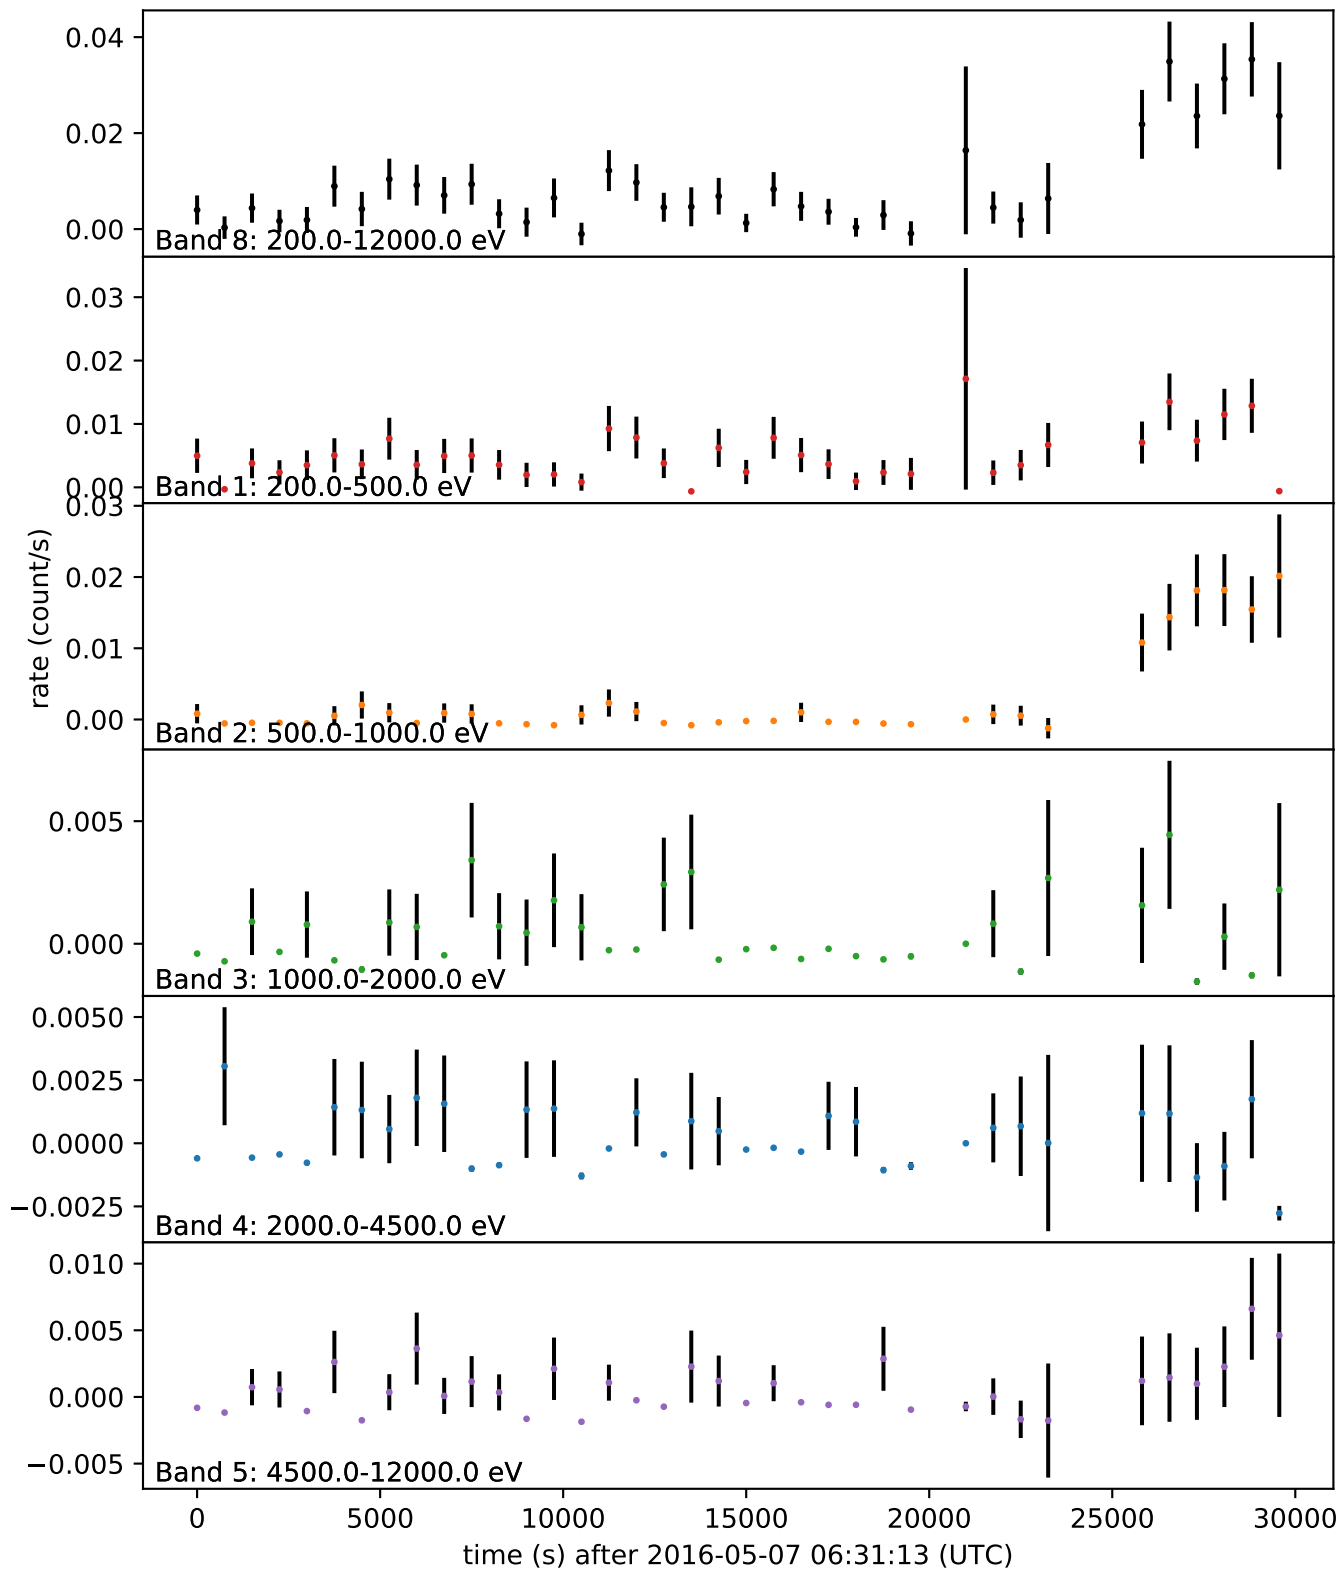 0.04
0.02
0.00
Band 8: 200.0-12000.0 eV
0.03
0.02
0.01
0.00
Band 1: 200.0-500.0 eV
0.03
0.02
0.01
0.00
Band 2: 500.0-1000.0 eV
rate (count/s)
0.005
0.000
Band 3: 1000.0-2000.0 eV
0.0050
0.0025
0.0000
−0.0025
Band 4: 2000.0-4500.0 eV
0.010
0.005
0.000
−0.005
Band 5: 4500.0-12000.0 eV
0 5000 10000 15000 20000 25000 30000
time (s) after 2016-05-07 06:31:13 (UTC)